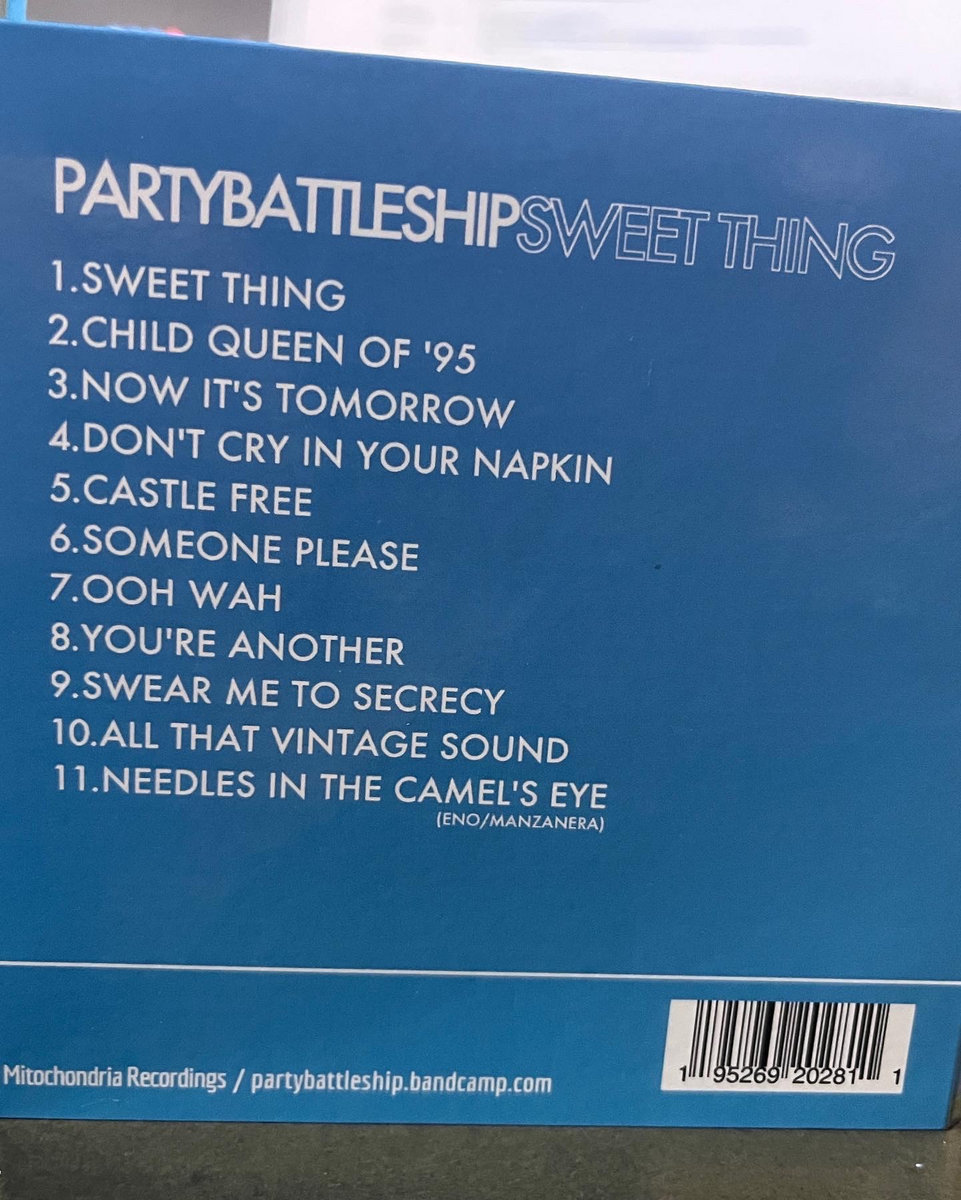 PARTYBATTLESHIPSWEET THING
1.SWEET THING
2.CHILD QUEEN OF '95
3.NOW IT'S TOMORROW
4.DON'T CRY IN YOUR NAPKIN
5.CASTLE FREE
6.SOMEONE PLEASE
7.OOH WAH
8.YOU'RE ANOTHER
9.SWEAR ME TO SECRECY
10.ALL THAT VINTAGE SOUND
11.NEEDLES IN THE CAMEL'S EYE
(ENO/MANZANERA)
Mitochondria Recordings / partybattleship.bandcamp.com
1 95269 20281 1